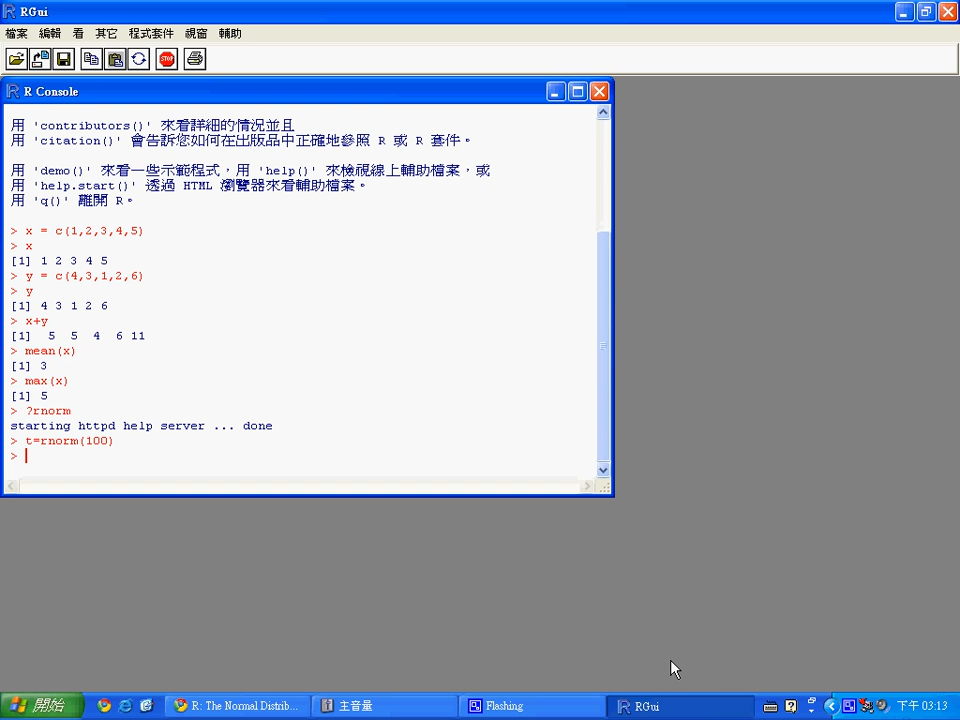 RGui
檔案 編輯 看 其它 程式套件 視窗 輔助
STOP
R Console
用 'contributors()' 來看詳細的情況並且
用 'citation()' 會告訴您如何在出版品中正確地參照 R 或 R 套件。
用 'demo()' 來看一些示範程式，用 'help()' 來檢視線上輔助檔案，或
用 'help.start()' 透過 HTML 瀏覽器來看輔助檔案。
用 'q()' 離開 R。
> x = c(1,2,3,4,5)
> x
[1] 1 2 3 4 5
> y = c(4,3,1,2,6)
> y
[1] 4 3 1 2 6
> x+y
[1]  5  5  4  6 11
> mean(x)
[1] 3
> max(x)
[1] 5
> ?rnorm
starting httpd help server ... done
> t=rnorm(100)
>
開始 R: The Normal Distrib... 主音量 Flashing RGui 下午 03:13